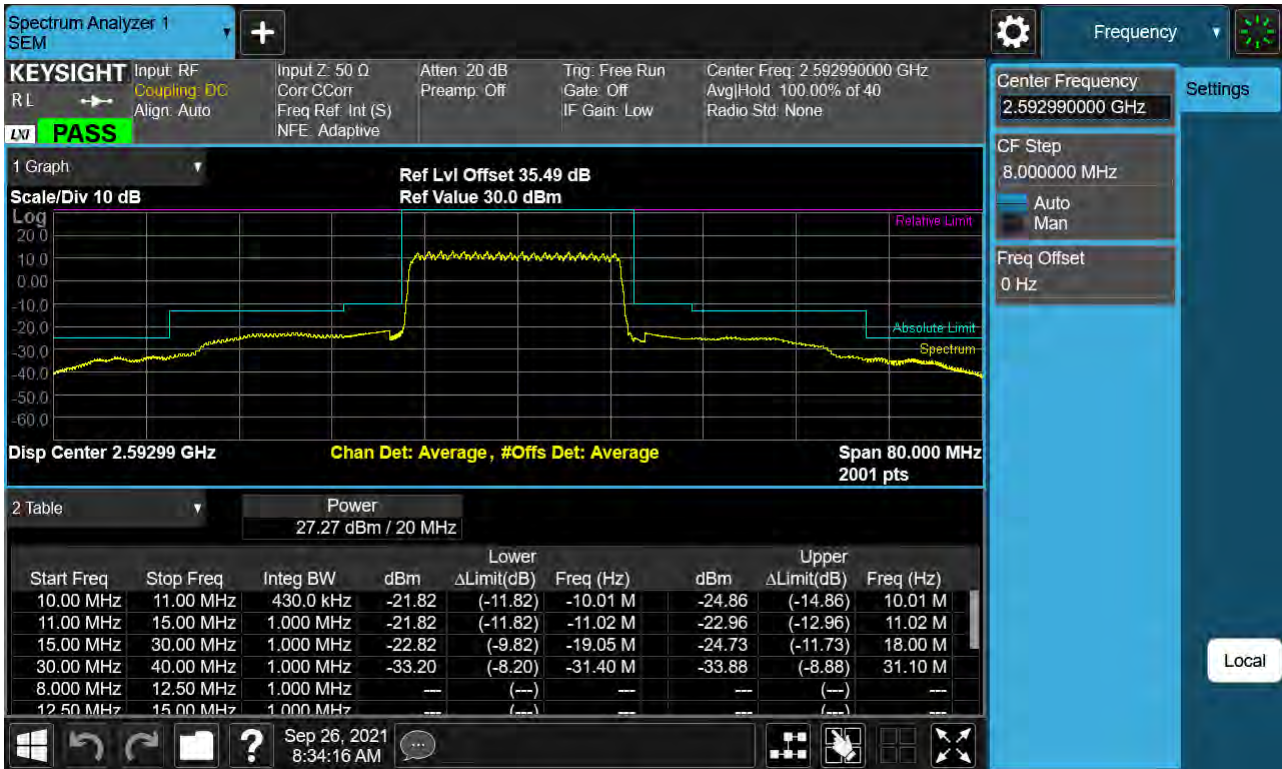 Spectrum Analyzer 1
SEM
Frequency
KEYSIGHT
R L
LXI
PASS
Input: RF
Coupling: DC
Align: Auto
Input Z: 50 Ω
Corr CCorr
Freq Ref: Int (S)
NFE: Adaptive
Atten: 20 dB
Preamp: Off
Trig: Free Run
Gate: Off
IF Gain: Low
Center Freq: 2.592990000 GHz
Avg|Hold: 100.00% of 40
Radio Std: None
Center Frequency
2.592990000 GHz
Settings
CF Step
8.000000 MHz
Auto
Man
Freq Offset
0 Hz
Local
1 Graph
Scale/Div 10 dB
Ref Lvl Offset 35.49 dB
Ref Value 30.0 dBm
Log
20.0
10.0
0.00
-10.0
-20.0
-30.0
-40.0
-50.0
-60.0
Relative Limit
Absolute Limit
Spectrum
Disp Center 2.59299 GHz
Chan Det: Average, #Offs Det: Average
Span 80.000 MHz
2001 pts
2 Table
Power
27.27 dBm / 20 MHz
Lower Upper
Start Freq Stop Freq Integ BW dBm ΔLimit(dB) Freq (Hz) dBm ΔLimit(dB) Freq (Hz)
10.00 MHz 11.00 MHz 430.0 kHz -21.82 (-11.82) -10.01 M -24.86 (-14.86) 10.01 M
11.00 MHz 15.00 MHz 1.000 MHz -21.82 (-11.82) -11.02 M -22.96 (-12.96) 11.02 M
15.00 MHz 30.00 MHz 1.000 MHz -22.82 (-9.82) -19.05 M -24.73 (-11.73) 18.00 M
30.00 MHz 40.00 MHz 1.000 MHz -33.20 (-8.20) -31.40 M -33.88 (-8.88) 31.10 M
8.000 MHz 12.50 MHz 1.000 MHz --- (---) --- --- (---) ---
12.50 MHz 15.00 MHz 1.000 MHz --- (---) --- --- (---) ---
Sep 26, 2021
8:34:16 AM